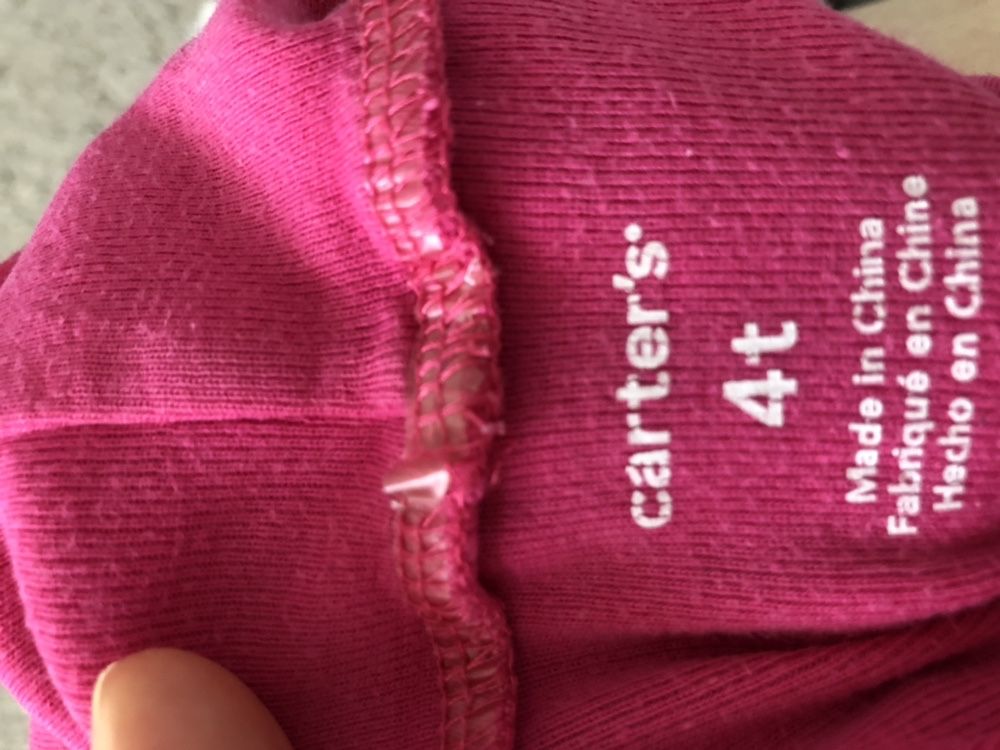 carter's
4t
Made in China
Fabriqué en Chine
Hecho en China